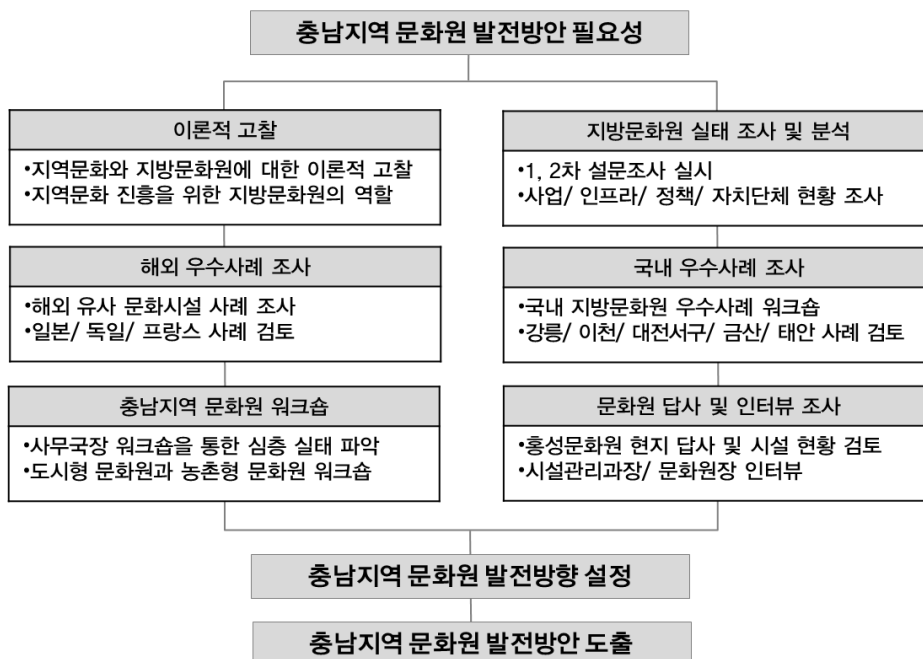 충남지역 문화원 발전방안 필요성
이론적 고찰
•지역문화와 지방문화원에 대한 이론적 고찰
•지역문화 진흥을 위한 지방문화원의 역할
지방문화원 실태 조사 및 분석
•1, 2차 설문조사 실시
•사업/ 인프라/ 정책/ 자치단체 현황 조사
해외 우수사례 조사
•해외 유사 문화시설 사례 조사
•일본/ 독일/ 프랑스 사례 검토
국내 우수사례 조사
•국내 지방문화원 우수사례 워크숍
•강릉/ 이천/ 대전서구/ 금산/ 태안 사례 검토
충남지역 문화원 워크숍
•사무국장 워크숍을 통한 심층 실태 파악
•도시형 문화원과 농촌형 문화원 워크숍
문화원 답사 및 인터뷰 조사
•홍성문화원 현지 답사 및 시설 현황 검토
•시설관리과장/ 문화원장 인터뷰
충남지역 문화원 발전방향 설정
충남지역 문화원 발전방안 도출